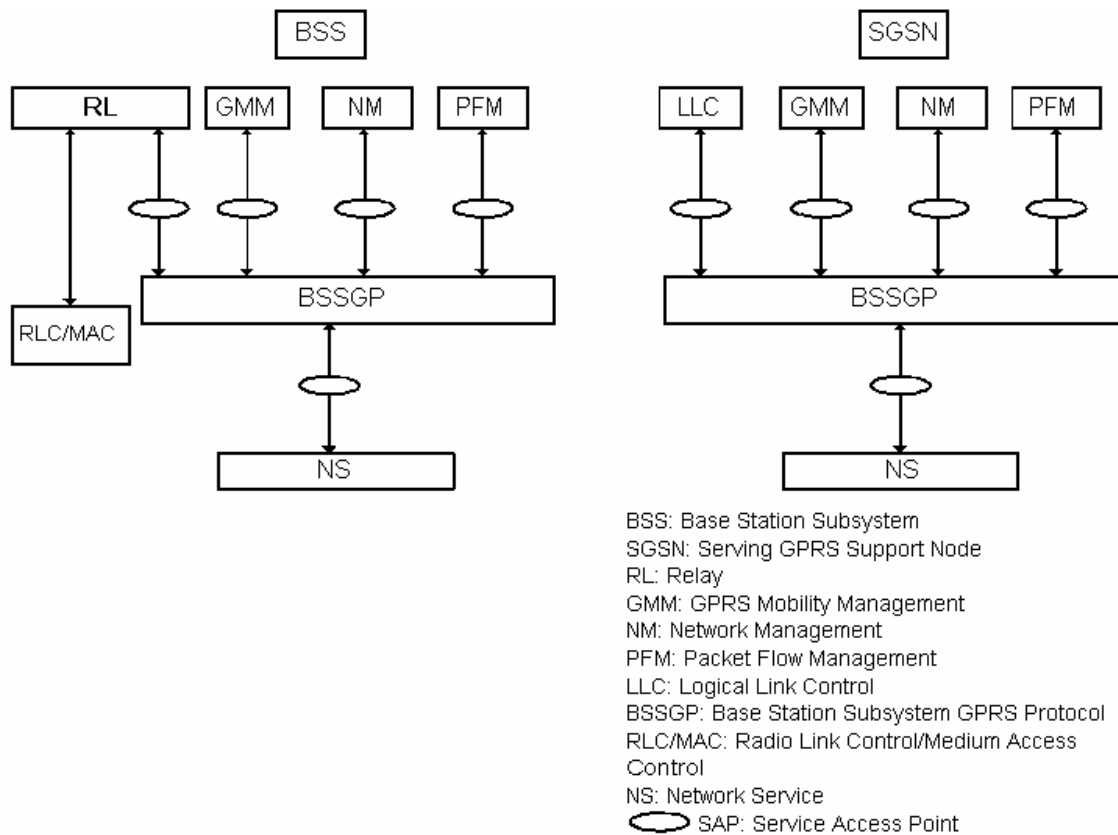 BSS
SGSN
RL
GMM
NM
PFM
LLC
GMM
NM
PFM
BSSGP
BSSGP
RLC/MAC
NS
NS
BSS: Base Station Subsystem
SGSN: Serving GPRS Support Node
RL: Relay
GMM: GPRS Mobility Management
NM: Network Management
PFM: Packet Flow Management
LLC: Logical Link Control
BSSGP: Base Station Subsystem GPRS Protocol
RLC/MAC: Radio Link Control/Medium Access
Control
NS: Network Service
SAP: Service Access Point